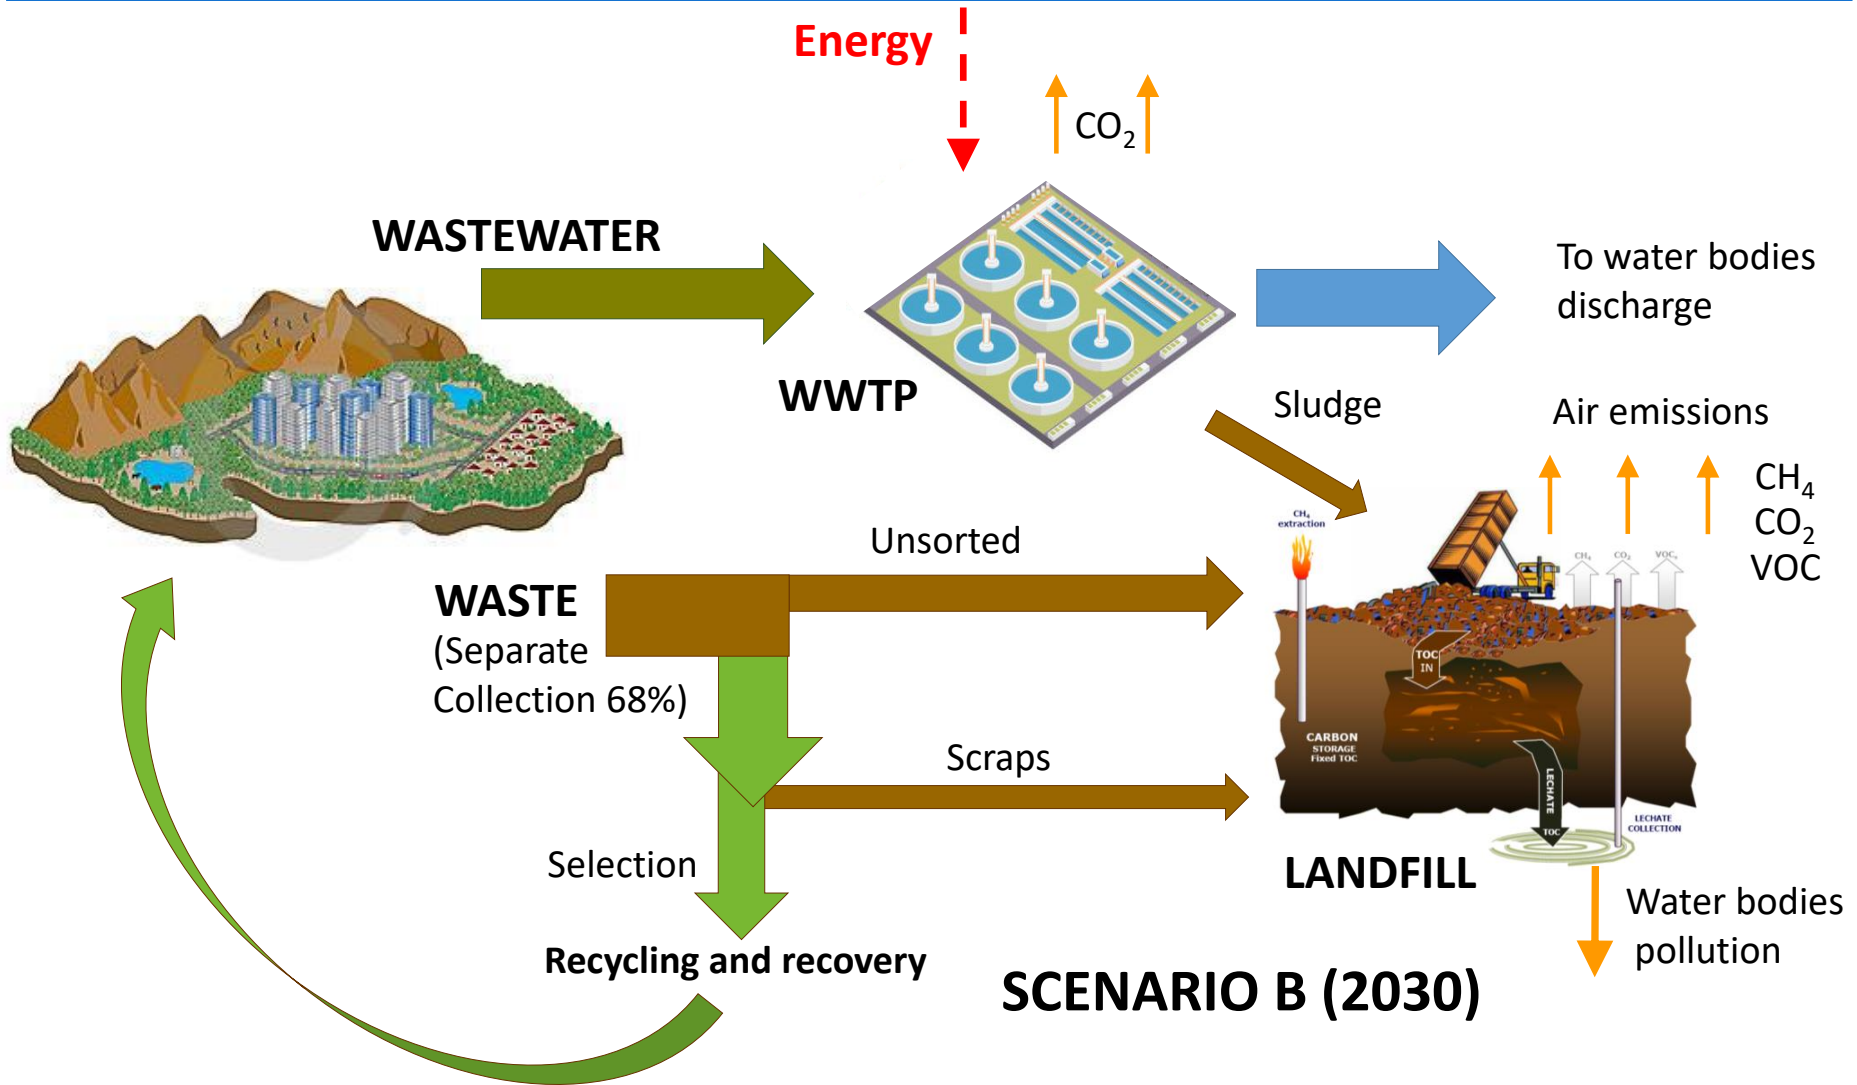 Energy
CO₂
WASTEWATER
To water bodies
discharge
WWTP
Sludge
Air emissions
CH₄
CO₂
VOC
CH₄
extraction
Unsorted
CH₄
CO₂
WASTE
(Separate
Collection 68%)
TOC
IN
CARBON
STORAGE
Fixed TOC
Scraps
LECHATE
TOC
LECHATE
COLLECTION
Selection
LANDFILL
Water bodies
pollution
Recycling and recovery
SCENARIO B (2030)